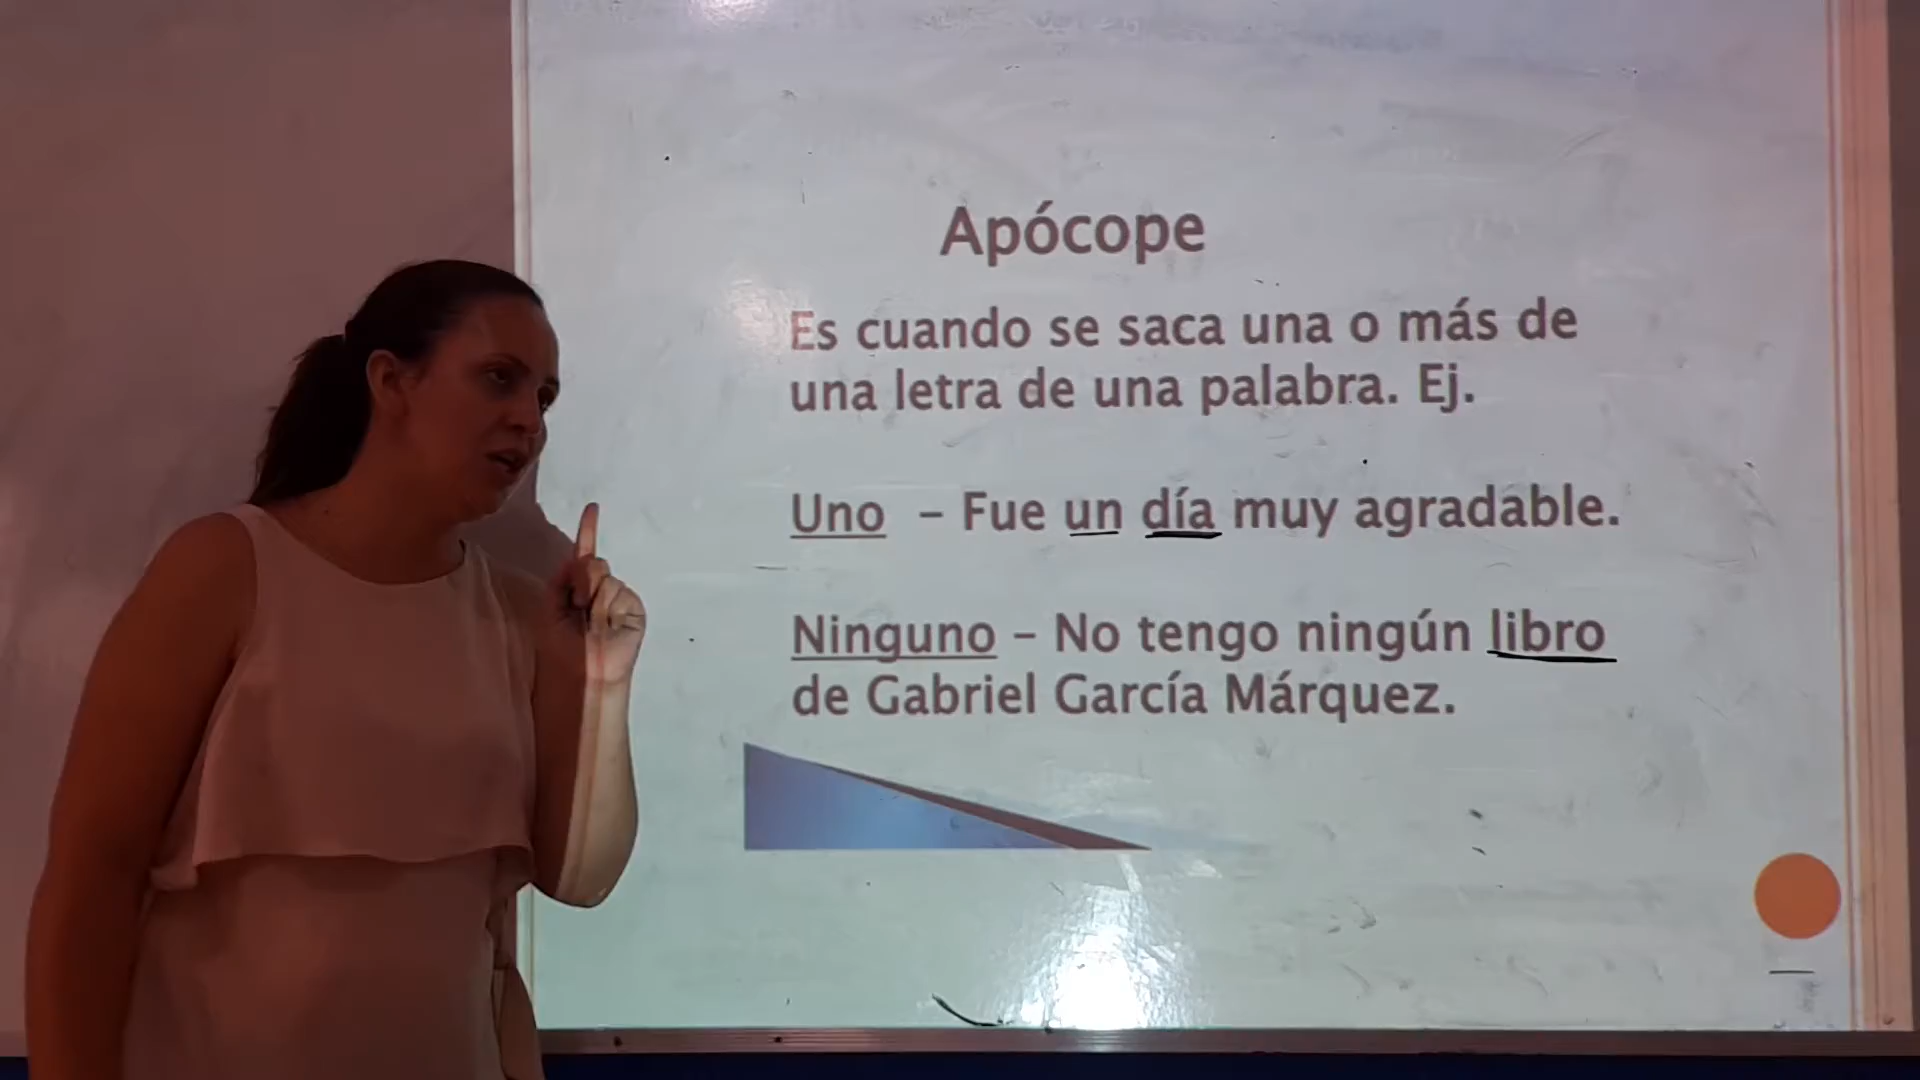 Apócope
Es cuando se saca una o más de
una letra de una palabra. Ej.
Uno – Fue un día muy agradable.
Ninguno – No tengo ningún libro
de Gabriel García Márquez.